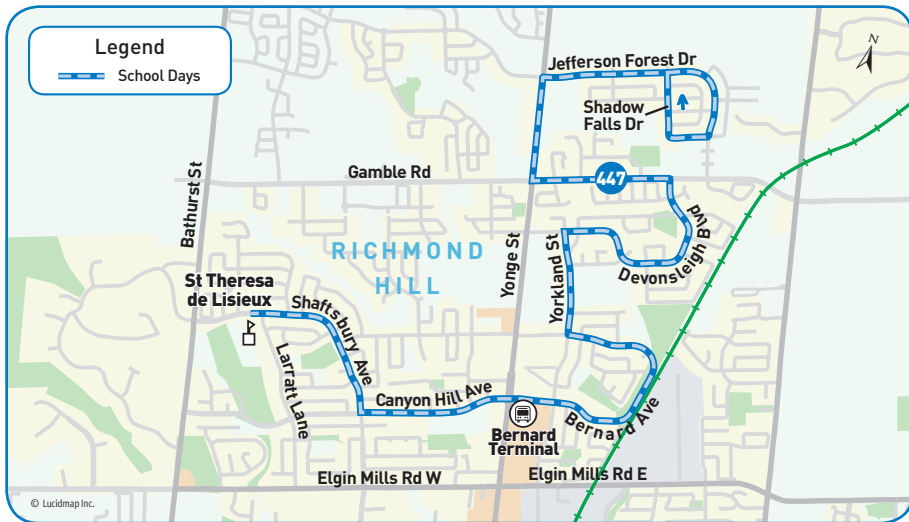 Legend
School Days
N
Jefferson Forest Dr
Shadow
Falls Dr
Gamble Rd
447
Bathurst St
RICHMOND
HILL
Yonge St
Yorkland St
Devonsleigh Blvd
St Theresa
de Lisieux
Shaftsbury Ave
Larratt Lane
Canyon Hill Ave
Bernard Ave
Bernard
Terminal
Elgin Mills Rd W
Elgin Mills Rd E
© Lucidmap Inc.